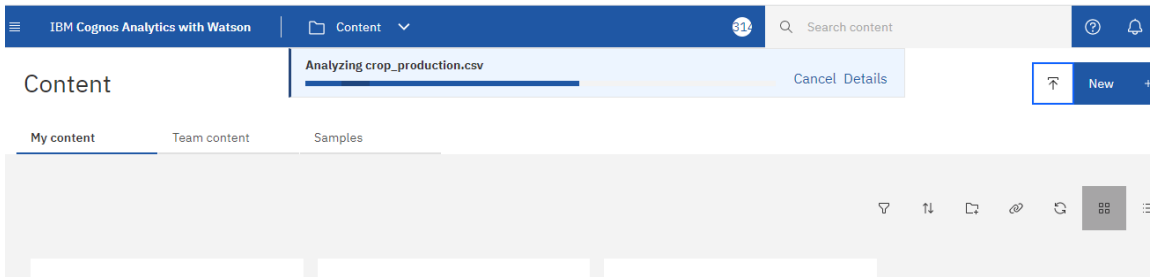 IBM Cognos Analytics with Watson
Content
314
Search content
Analyzing crop_production.csv
Cancel Details
Content
New +
My content
Team content
Samples